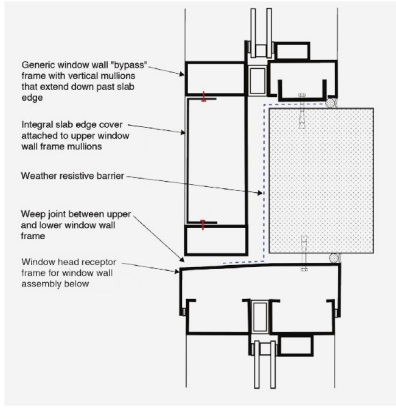 Generic window wall "bypass"
frame with vertical mullions
that extend down past slab
edge
Integral slab edge cover
attached to upper window
wall frame mullions
Weather resistive barrier
Weep joint between upper
and lower window wall
frame
Window head receptor
frame for window wall
assembly below